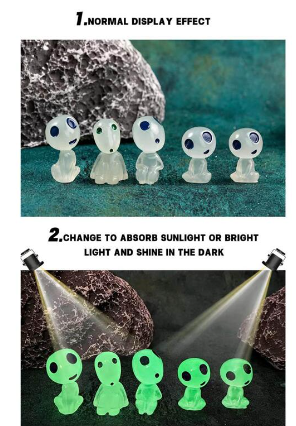 1.NORMAL DISPLAY EFFECT
2.CHANGE TO ABSORB SUNLIGHT OR BRIGHT
LIGHT AND SHINE IN THE DARK